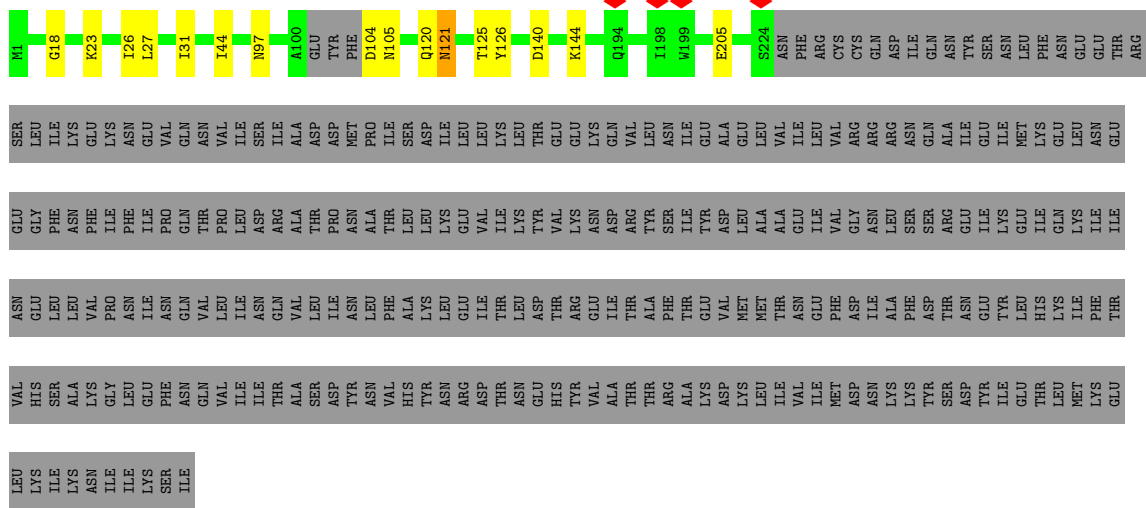 M1 G18 K23 I26 L27 I31 I44 N97 A100 GLU TYR PHE D104 N105 Q120 N121 T125 Y126 D140 K144 Q194 I198 W199 E205 S224 ASN PHE ARG CYS CYS GLN ASP ILE GLN ASN TYR SER ASN LEU PHE ASN GLU GLU THR ARG
SER LEU ILE LYS GLU LYS ASN GLU VAL GLN ASN VAL ILE SER ILE ALA ASP ASP MET PRO ILE SER ASP ILE LEU LEU LYS LEU THR GLU GLU LYS GLN VAL LEU ASN ILE GLU ALA GLU LEU VAL ILE LEU VAL ARG ARG ARG ASN GLN ALA ILE GLU ILE MET LYS GLU LEU ASN GLU
GLU GLY PHE ASN PHE ILE PHE ILE PRO GLN THR PRO LEU ASP ARG ALA THR PRO ASN ALA THR LEU LEU LYS GLU VAL ILE LYS TYR VAL LYS ASN ASP ARG TYR SER ILE TYR ASP LEU ALA ALA GLU ILE VAL GLY ASN LEU SER SER ARG GLU ILE LYS GLU ILE GLN LYS ILE ILE
ASN GLU LEU LEU VAL PRO ASN ILE ASN GLN VAL LEU ILE ASN GLN VAL LEU ILE ASN LEU PHE ALA LYS LEU GLU ILE THR LEU ASP THR ARG GLU ILE THR ALA PHE THR GLU VAL MET MET THR ASN GLU PHE ASP ILE ALA PHE ASP THR ASN GLU TYR LEU HIS LYS ILE PHE THR
VAL HIS SER ALA LYS GLY LEU GLU PHE ASN GLN VAL ILE ILE THR ALA SER ASP TYR ASN VAL HIS TYR ASN ARG ASP THR ASN GLU HIS TYR VAL ALA THR THR ARG ALA LYS ASP LYS LEU ILE VAL ILE MET ASP ASN LYS LYS TYR SER ASP TYR ILE GLU THR LEU MET LYS GLU
LEU LYS ILE LYS ASN ILE ILE LYS SER ILE